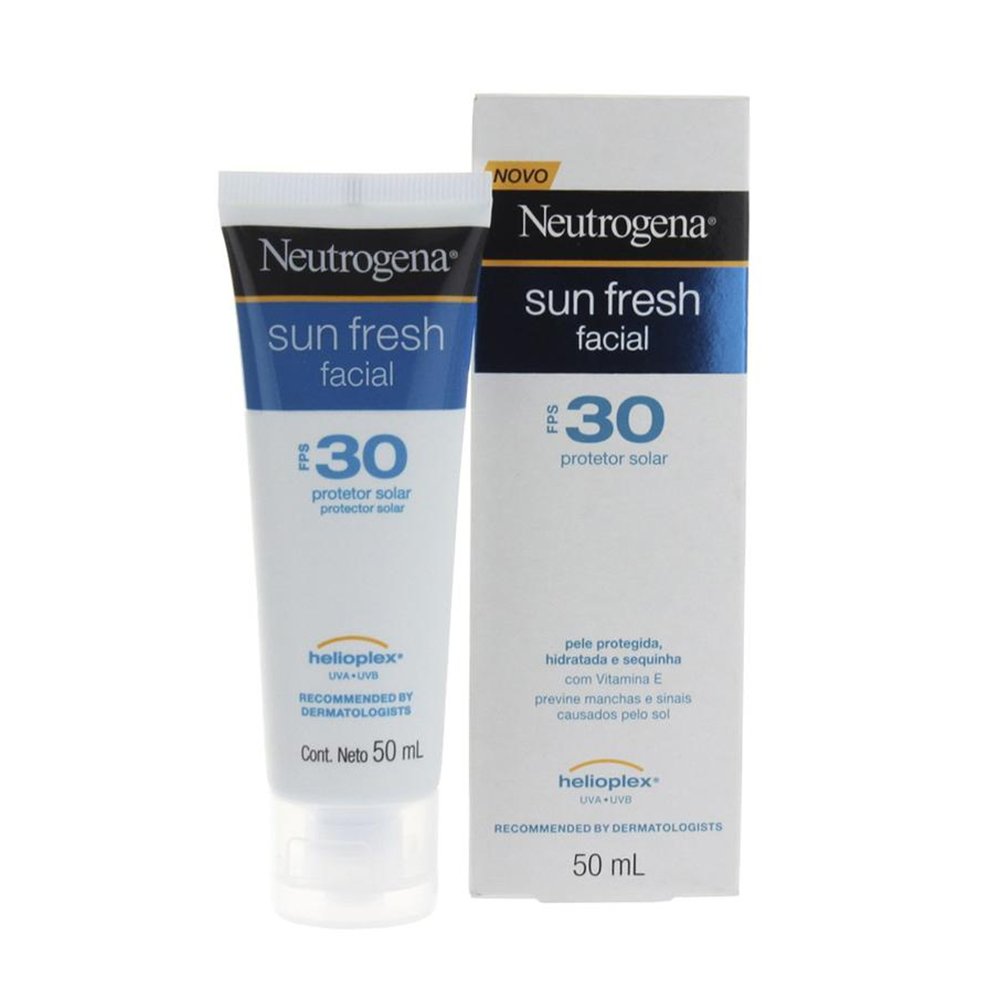 Neutrogena®
sun fresh
facial
FPS 30
protetor solar
protector solar
helioplex®
UVA•UVB
RECOMMENDED BY
DERMATOLOGISTS
Cont. Neto 50 mL
NOVO
Neutrogena®
sun fresh
facial
FPS 30
protetor solar
pele protegida,
hidratada e sequinha
com Vitamina E
previne manchas e sinais
causados pelo sol
helioplex®
UVA•UVB
RECOMMENDED BY DERMATOLOGISTS
50 mL